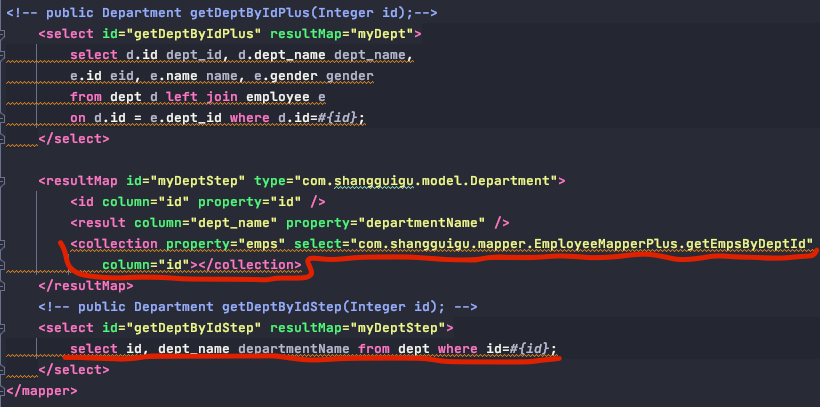 <!-- public Department getDeptByIdPlus(Integer id);-->
<select id="getDeptByIdPlus" resultMap="myDept">
select d.id dept_id, d.dept_name dept_name,
e.id eid, e.name name, e.gender gender
from dept d left join employee e
on d.id = e.dept_id where d.id=#{id};
</select>
<resultMap id="myDeptStep" type="com.shangguigu.model.Department">
<id column="id" property="id" />
<result column="dept_name" property="departmentName" />
<collection property="emps" select="com.shangguigu.mapper.EmployeeMapperPlus.getEmpsByDeptId"
column="id"></collection>
</resultMap>
<!-- public Department getDeptByIdStep(Integer id); -->
<select id="getDeptByIdStep" resultMap="myDeptStep">
select id, dept_name departmentName from dept where id=#{id};
</select>
</mapper>